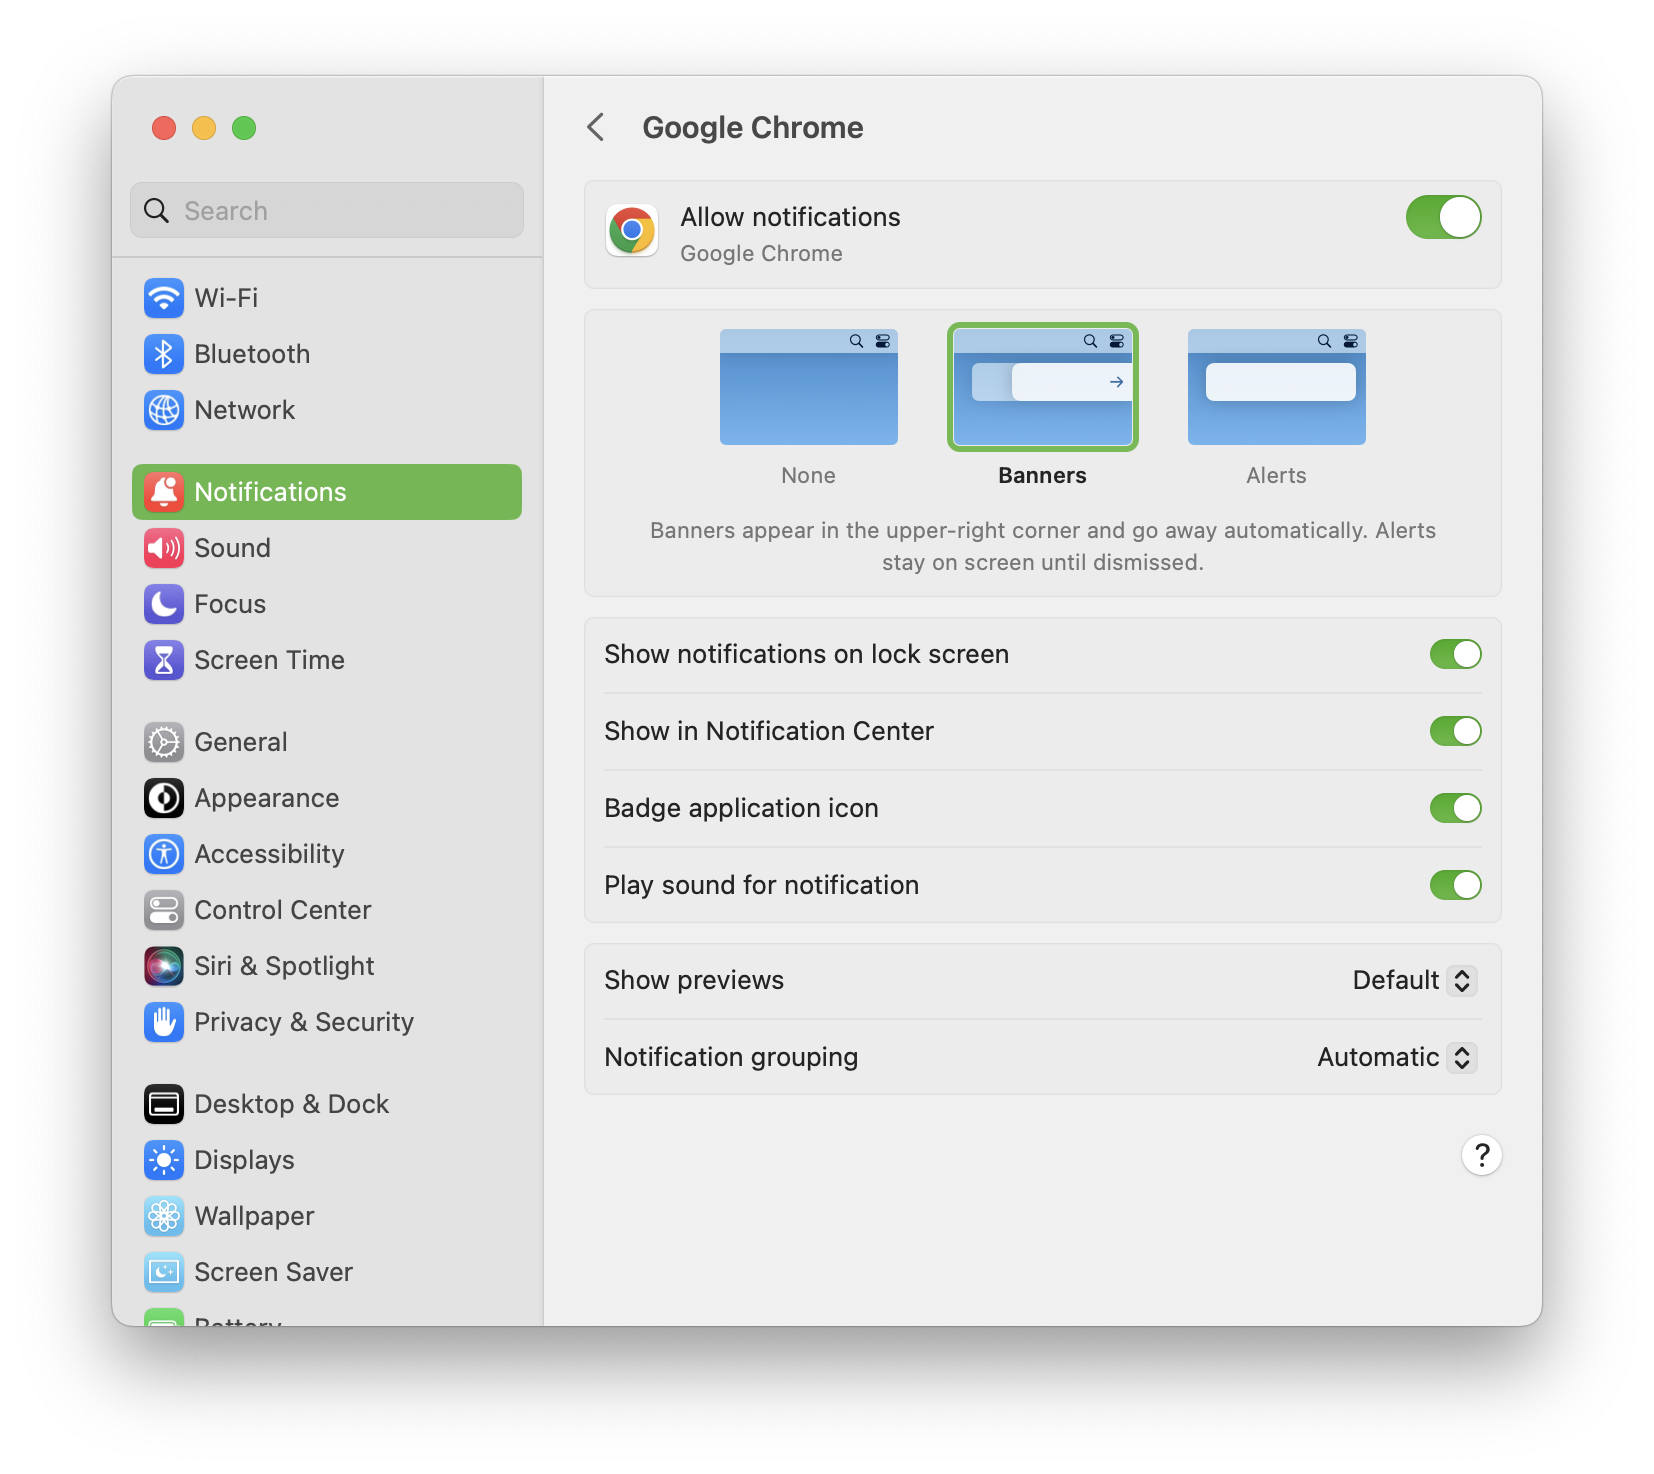 Search
Wi-Fi
Bluetooth
Network
Notifications
Sound
Focus
Screen Time
General
Appearance
Accessibility
Control Center
Siri & Spotlight
Privacy & Security
Desktop & Dock
Displays
Wallpaper
Screen Saver
Battery
Google Chrome
Allow notifications
Google Chrome
None
Banners
Alerts
Banners appear in the upper-right corner and go away automatically. Alerts
stay on screen until dismissed.
Show notifications on lock screen
Show in Notification Center
Badge application icon
Play sound for notification
Show previews Default
Notification grouping Automatic
?